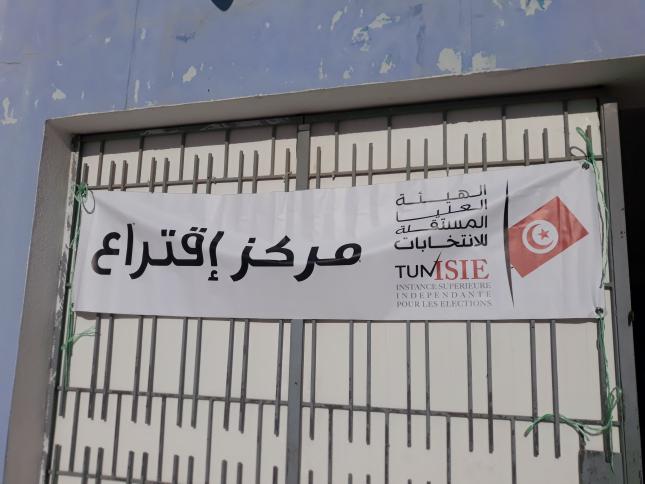 الهيئة
العليا
المستقلة
للانتخابات
TUNISIE
INSTANCE SUPERIEURE
INDEPENDANTE
POUR LES ELECTIONS
مركز إقتراع